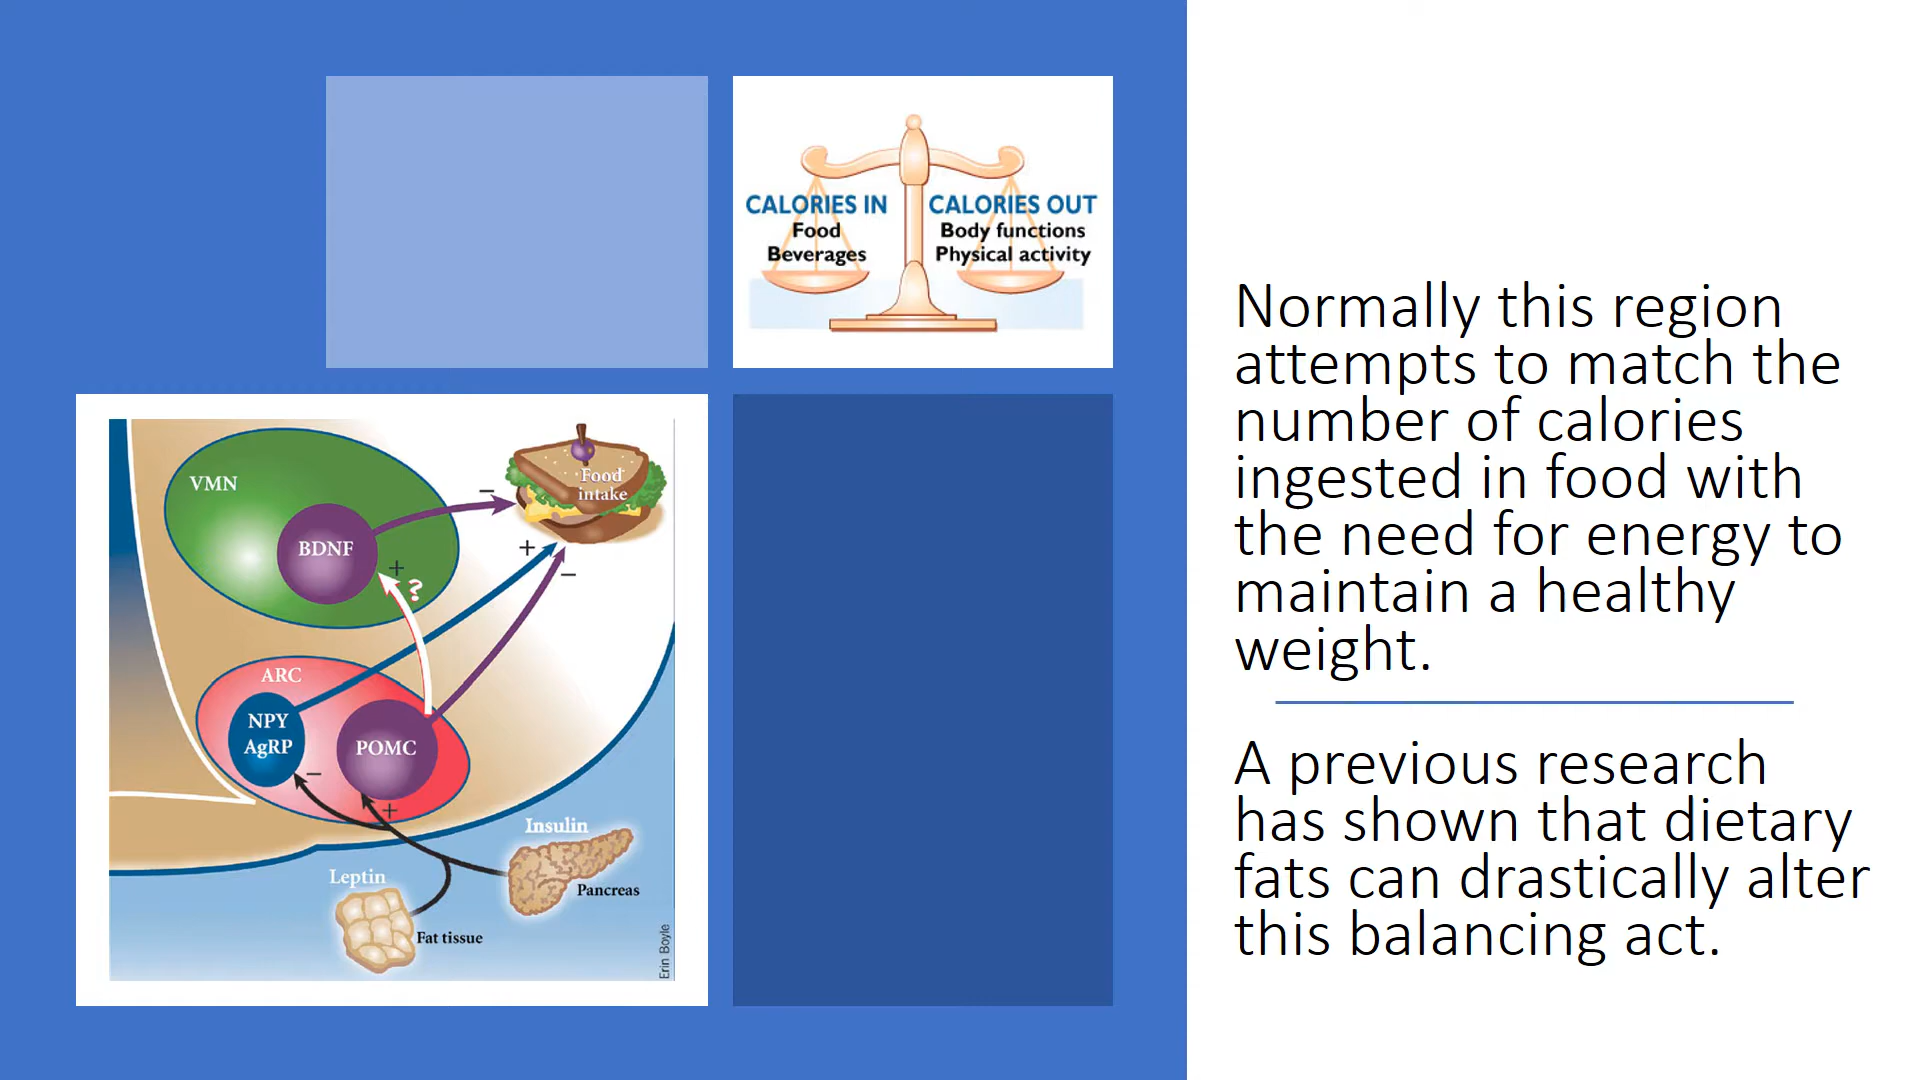 CALORIES IN
Food
Beverages
CALORIES OUT
Body functions
Physical activity
VMN
BDNF
+
?
−
Food
intake
+
−
ARC
NPY
AgRP
POMC
−
+
Insulin
Pancreas
Leptin
Fat tissue
Erin Boyle
Normally this region
attempts to match the
number of calories
ingested in food with
the need for energy to
maintain a healthy
weight.
A previous research
has shown that dietary
fats can drastically alter
this balancing act.